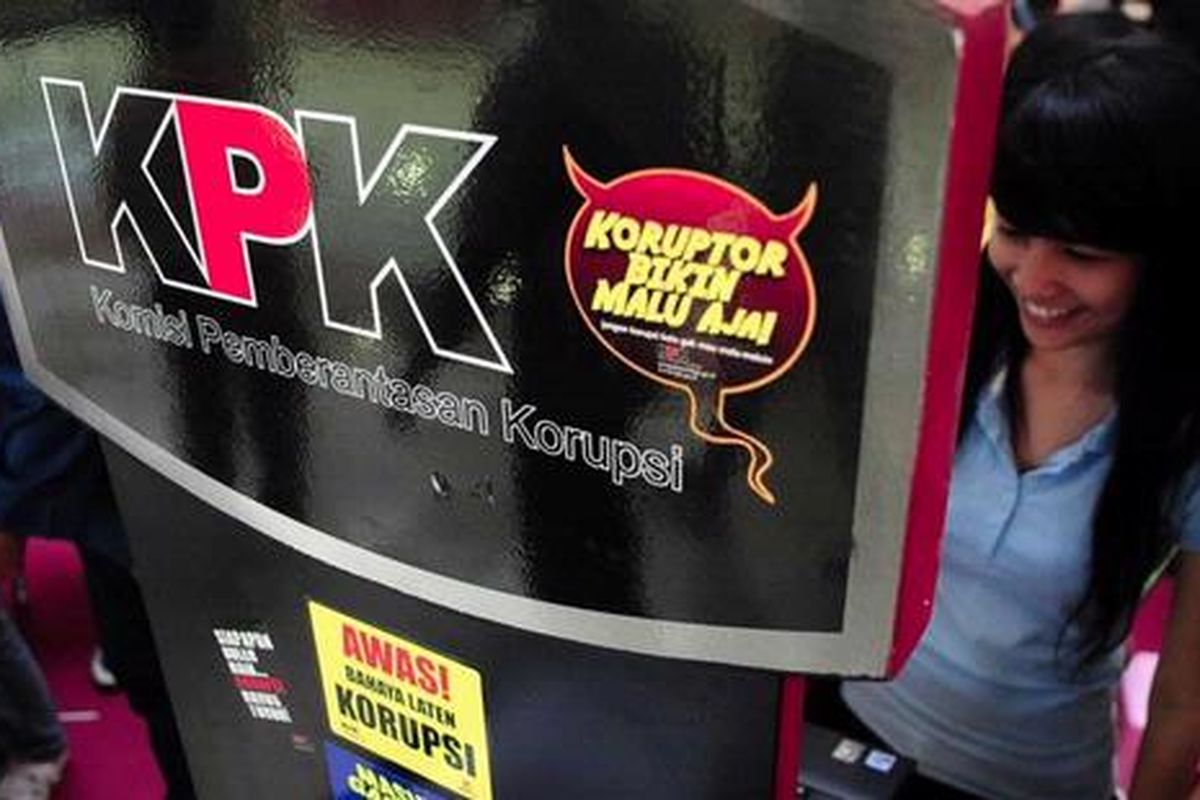 KPK
Komisi Pemberantasan Korupsi
KORUPTOR
BIKIN
MALU AJA!
AWAS!
BAHAYA LATEN
KORUPSI